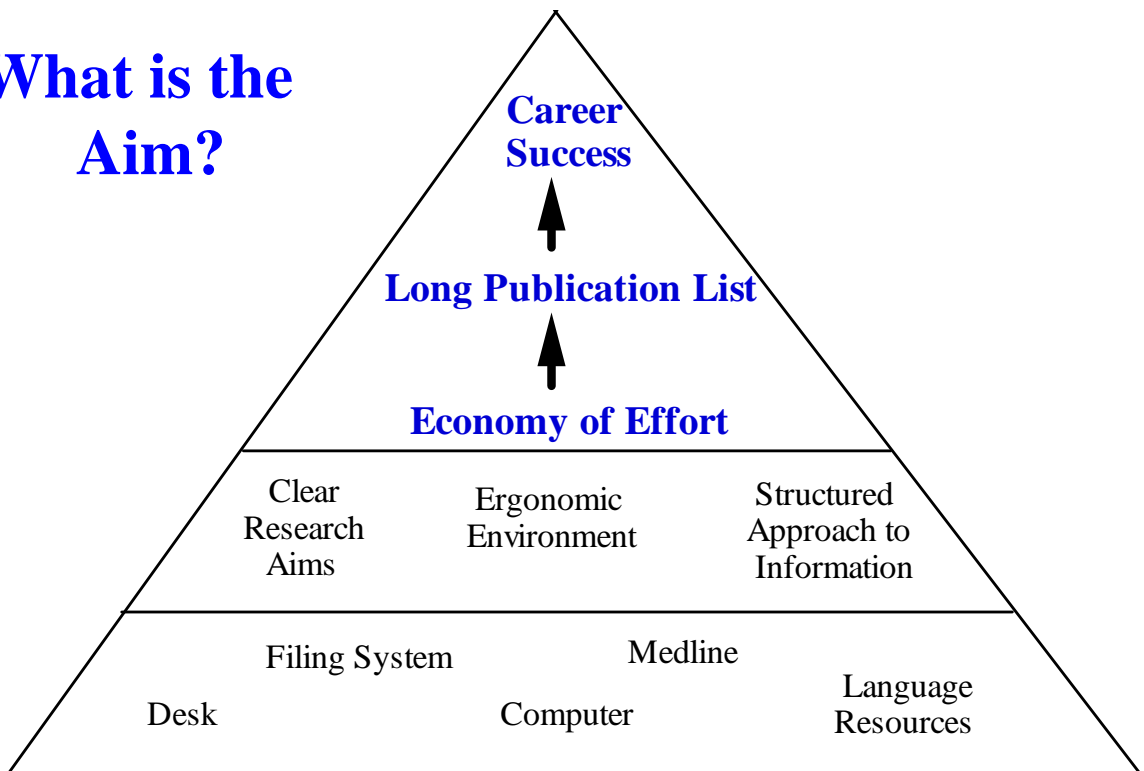 What is the
Aim?
Career
Success
Long Publication List
Economy of Effort
Clear
Research
Aims
Ergonomic
Environment
Structured
Approach to
Information
Filing System
Medline
Desk
Computer
Language
Resources